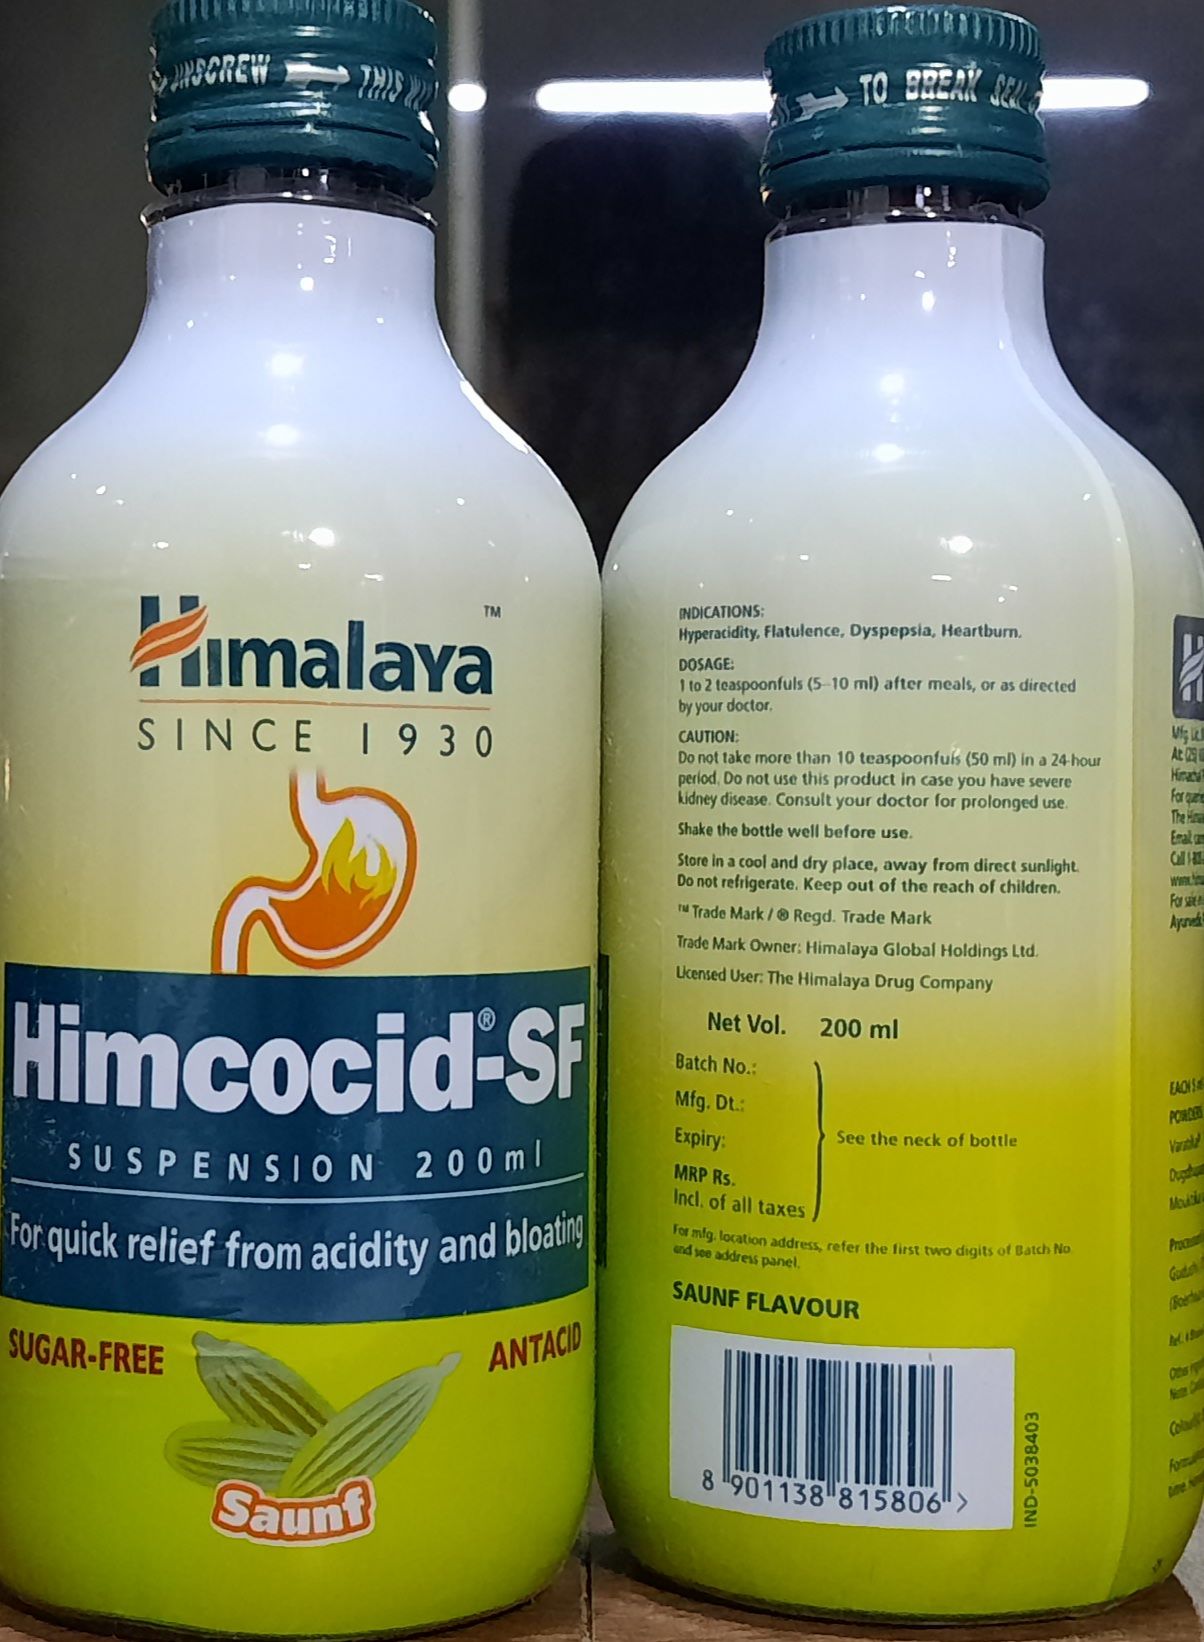 UNSCREW THIS
TO BREAK SEAL
Himalaya ™
SINCE 1930
Himcocid®-SF
SUSPENSION 200ml
For quick relief from acidity and bloating
SUGAR-FREE
ANTACID
Saunf
INDICATIONS:
Hyperacidity, Flatulence, Dyspepsia, Heartburn.
DOSAGE:
1 to 2 teaspoonfuls (5–10 ml) after meals, or as directed
by your doctor.
CAUTION:
Do not take more than 10 teaspoonfuls (50 ml) in a 24-hour
period. Do not use this product in case you have severe
kidney disease. Consult your doctor for prolonged use.
Shake the bottle well before use.
Store in a cool and dry place, away from direct sunlight.
Do not refrigerate. Keep out of the reach of children.
™ Trade Mark / ® Regd. Trade Mark
Trade Mark Owner: Himalaya Global Holdings Ltd.
Licensed User: The Himalaya Drug Company
Net Vol. 200 ml
Batch No.:
Mfg. Dt.:
Expiry:
MRP Rs.
Incl. of all taxes
See the neck of bottle
For mfg. location address, refer the first two digits of Batch No.
and see address panel.
SAUNF FLAVOUR
8 901138 815806 >
IND-5038403